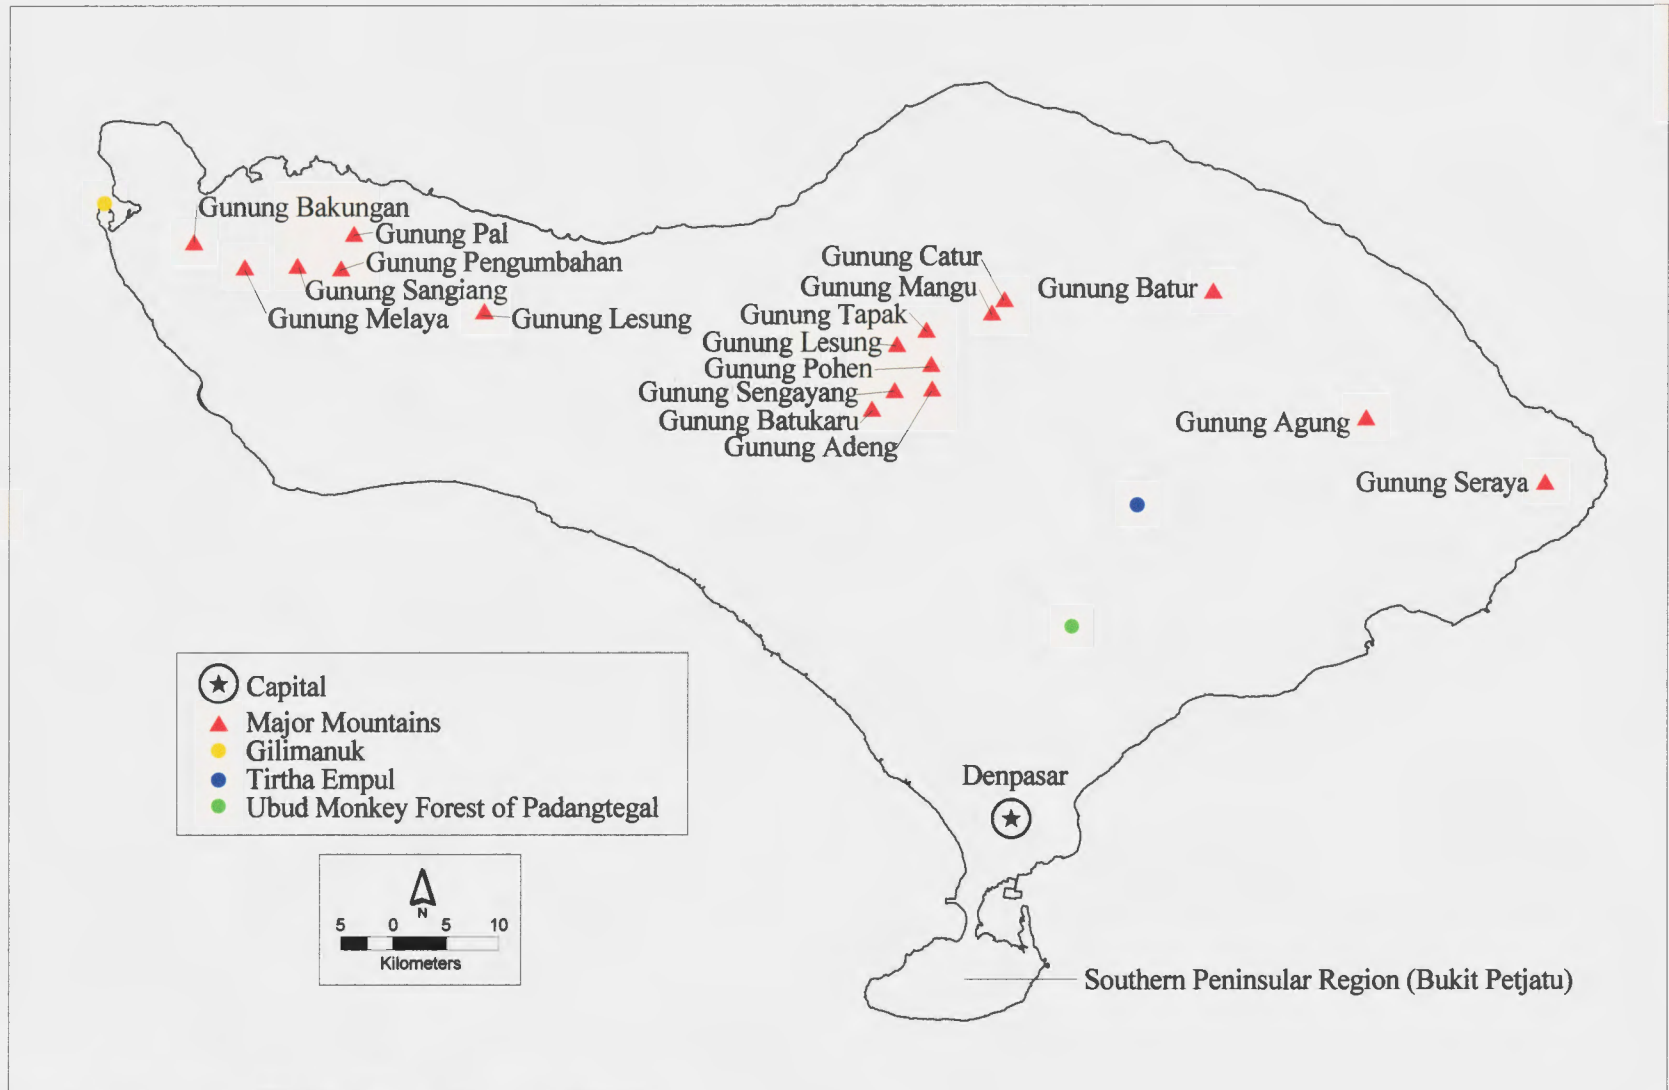 Gunung Bakungan
Gunung Pal
Gunung Pengumbahan
Gunung Sangiang
Gunung Melaya
Gunung Lesung
Gunung Catur
Gunung Mangu
Gunung Tapak
Gunung Lesung
Gunung Pohen
Gunung Sengayang
Gunung Batukaru
Gunung Adeng
Gunung Batur
Gunung Agung
Gunung Seraya
Capital
Major Mountains
Gilimanuk
Tirtha Empul
Ubud Monkey Forest of Padangtegal
Denpasar
N
5 0 5 10
Kilometers
Southern Peninsular Region (Bukit Petjatu)